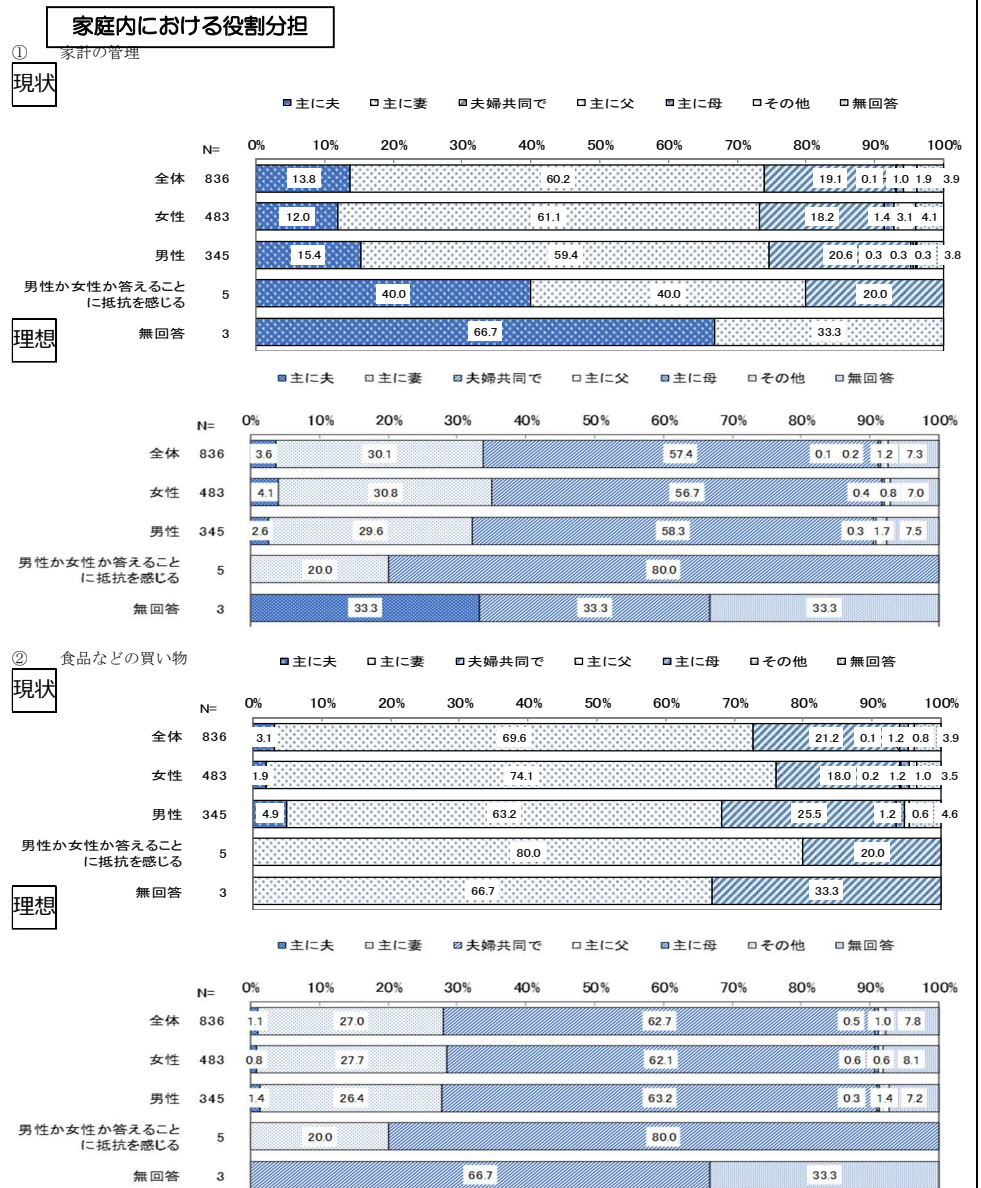 家庭内における役割分担
① 家計の管理
現状
主に夫 主に妻 夫婦共同で 主に父 主に母 その他 無回答
N= 0% 10% 20% 30% 40% 50% 60% 70% 80% 90% 100%
全体 836 13.8 60.2 19.1 0.1 1.0 1.9 3.9
女性 483 12.0 61.1 18.2 1.4 3.1 4.1
男性 345 15.4 59.4 20.6 0.3 0.3 0.3 3.8
男性か女性か答えること
に抵抗を感じる 5 40.0 40.0 20.0
理想
無回答 3 66.7 33.3
主に夫 主に妻 夫婦共同で 主に父 主に母 その他 無回答
N= 0% 10% 20% 30% 40% 50% 60% 70% 80% 90% 100%
全体 836 3.6 30.1 57.4 0.1 0.2 1.2 7.3
女性 483 4.1 30.8 56.7 0.4 0.8 7.0
男性 345 2.6 29.6 58.3 0.3 1.7 7.5
男性か女性か答えること
に抵抗を感じる 5 20.0 80.0
無回答 3 33.3 33.3 33.3
② 食品などの買い物
主に夫 主に妻 夫婦共同で 主に父 主に母 その他 無回答
現状
N= 0% 10% 20% 30% 40% 50% 60% 70% 80% 90% 100%
全体 836 3.1 69.6 21.2 0.1 1.2 0.8 3.9
女性 483 1.9 74.1 18.0 0.2 1.2 1.0 3.5
男性 345 4.9 63.2 25.5 1.2 0.6 4.6
男性か女性か答えること
に抵抗を感じる 5 80.0 20.0
理想
無回答 3 66.7 33.3
主に夫 主に妻 夫婦共同で 主に父 主に母 その他 無回答
N= 0% 10% 20% 30% 40% 50% 60% 70% 80% 90% 100%
全体 836 1.1 27.0 62.7 0.5 1.0 7.8
女性 483 0.8 27.7 62.1 0.6 0.6 8.1
男性 345 1.4 26.4 63.2 0.3 1.4 7.2
男性か女性か答えること
に抵抗を感じる 5 20.0 80.0
無回答 3 66.7 33.3